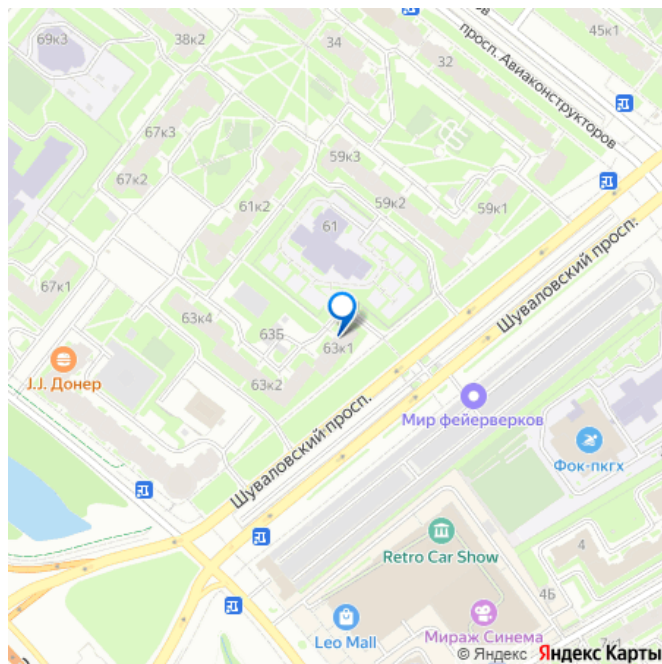 69к3
38к2
34
32
45к1
просп. Авиаконструкторов
67к3
67к2
59к3
61к2
59к2
59к1
61
67к1
63к4
63Б
63к1
63к2
Шуваловский просп.
J.J. Донер
Мир фейерверков
Шуваловский просп.
Фок-пкгх
Retro Car Show
4
4Б
Leo Mall
Мираж Синема
7к1
© Яндекс Яндекс Карты